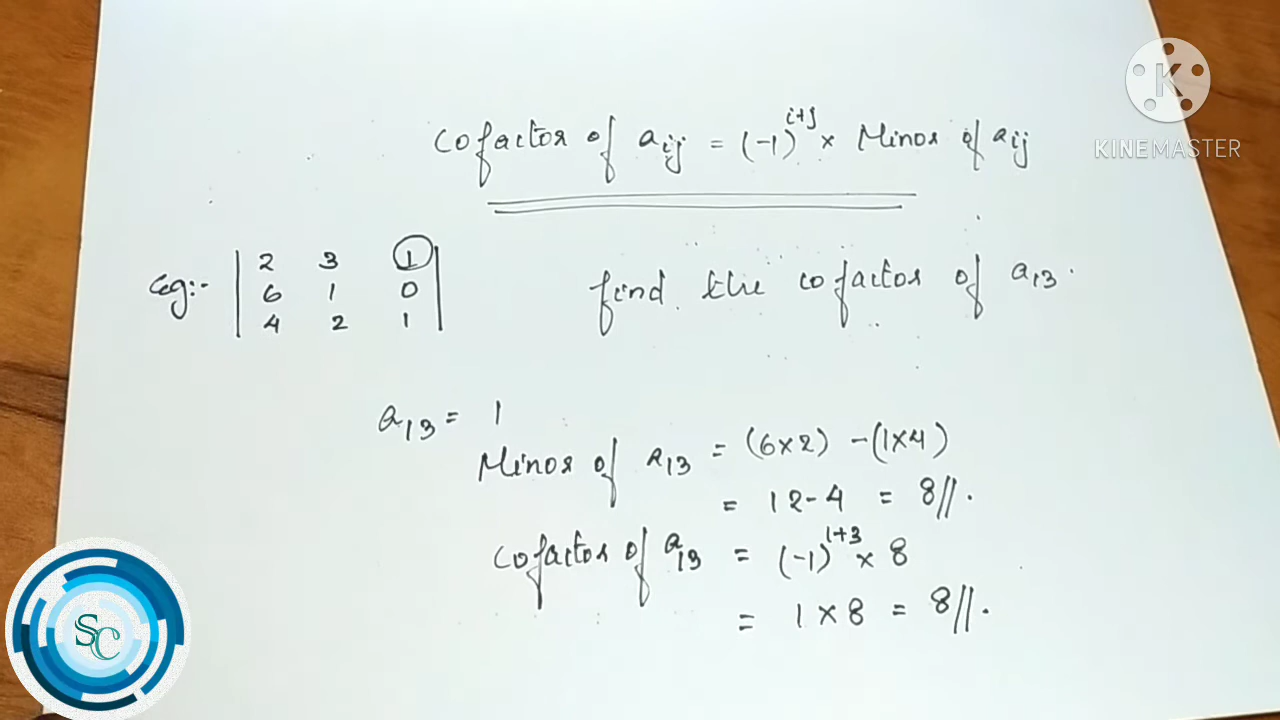 K
KINEMASTER
Cofactor of aij = (-1)^i+j × Minor of aij
eg:- | 2 3 1 |
| 6 1 0 |
| 4 2 1 |
find the cofactor of a13.
a13 = 1
Minor of a13 = (6×2) -(1×4)
= 12-4 = 8//.
Cofactor of a13 = (-1)^1+3 × 8
= 1 × 8 = 8//.
SC